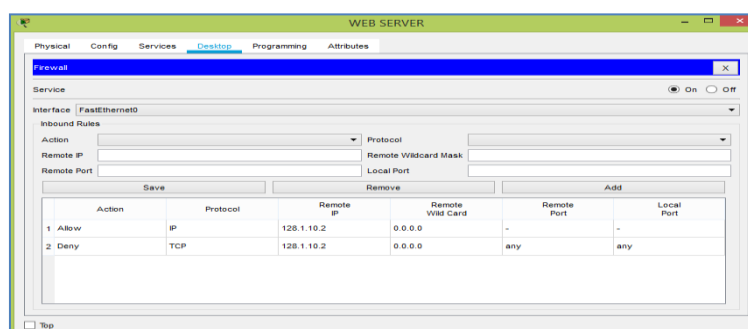 WEB SERVER
Physical Config Services Desktop Programming Attributes
Firewall
Service On Off
Interface FastEthernet0
Inbound Rules
Action Protocol
Remote IP Remote Wildcard Mask
Remote Port Local Port
Save Remove Add
Action Protocol Remote IP Remote Wild Card Remote Port Local Port
1 Allow IP 128.1.10.2 0.0.0.0 - -
2 Deny TCP 128.1.10.2 0.0.0.0 any any
Top